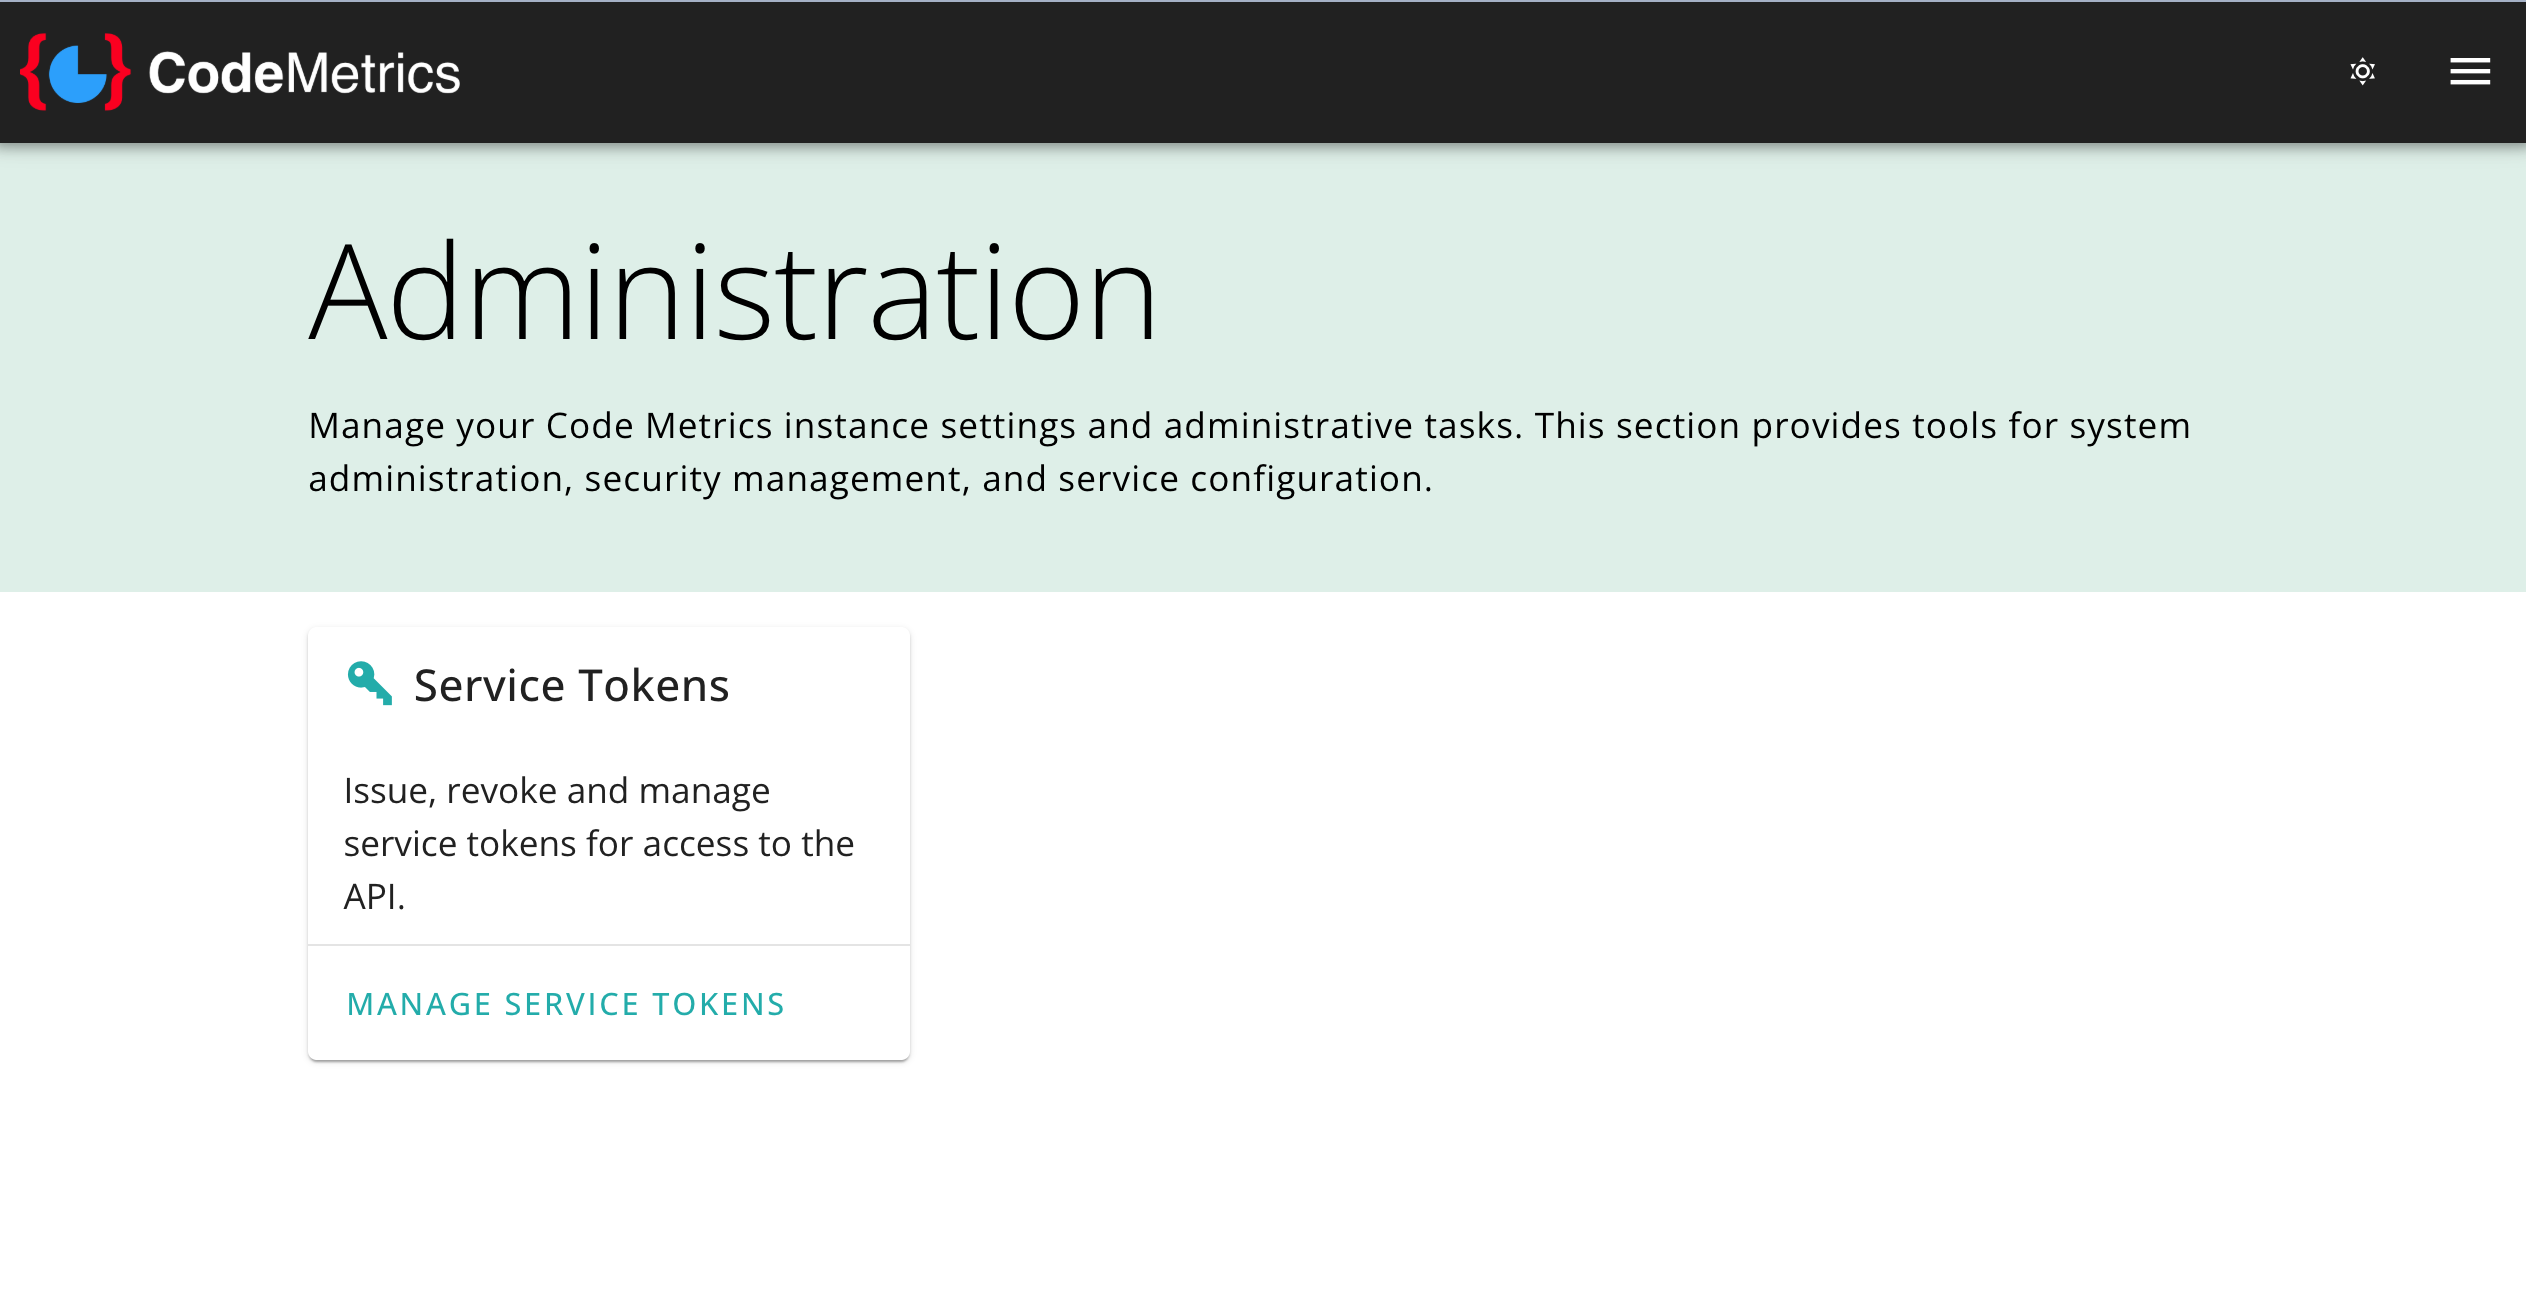 CodeMetrics
Administration
Manage your Code Metrics instance settings and administrative tasks. This section provides tools for system
administration, security management, and service configuration.
Service Tokens
Issue, revoke and manage
service tokens for access to the
API.
MANAGE SERVICE TOKENS